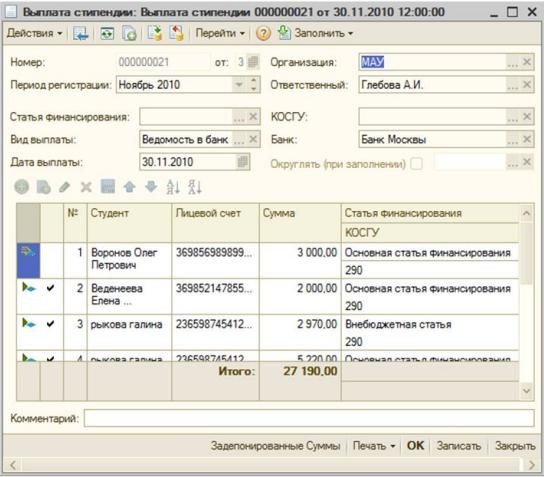 Выплата стипендии: Выплата стипендии 000000021 от 30.11.2010 12:00:00
Действия Перейти Заполнить
Номер: 000000021 от: 3 Организация: МАУ
Период регистрации: Ноябрь 2010 Ответственный: Глебова А.И.
Статья финансирования: КОСГУ:
Вид выплаты: Ведомость в банк Банк: Банк Москвы
Дата выплаты: 30.11.2010 Округлять (при заполнении)
№ Студент Лицевой счет Сумма Статья финансирования
КОСГУ
1 Воронов Олег 369856989899... 3 000,00 Основная статья финансирования
Петрович 290
2 Веденеева 369852147855... 2 000,00 Основная статья финансирования
Елена ... 290
3 рыкова галина 236598745412... 2 970,00 Внебюджетная статья
290
4 рыкова галина 236598745412... 5 220,00 Основная статья финансирования
Итого: 27 190,00
Комментарий:
Задепонированные Суммы Печать OK Записать Закрыть